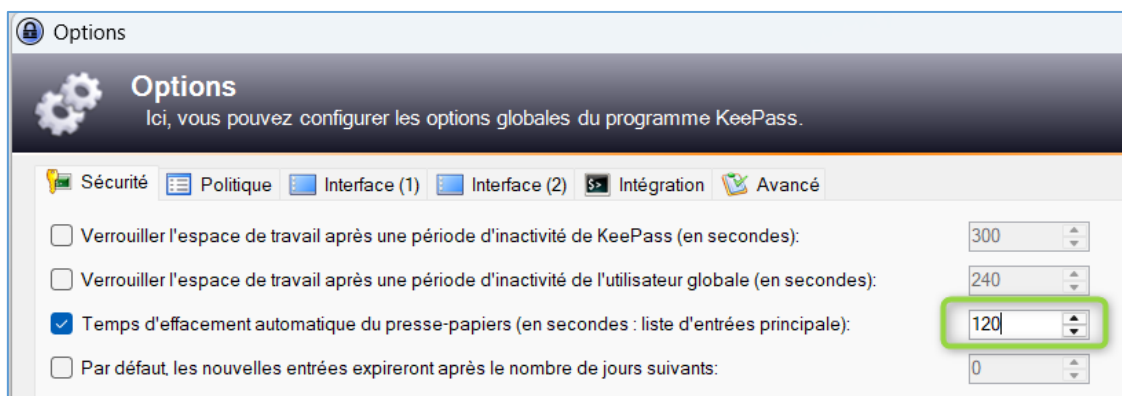 Options
Options
Ici, vous pouvez configurer les options globales du programme KeePass.
Sécurité Politique Interface (1) Interface (2) Intégration Avancé
Verrouiller l'espace de travail après une période d'inactivité de KeePass (en secondes): 300
Verrouiller l'espace de travail après une période d'inactivité de l'utilisateur globale (en secondes): 240
Temps d'effacement automatique du presse-papiers (en secondes : liste d'entrées principale): 120
Par défaut, les nouvelles entrées expireront après le nombre de jours suivants: 0